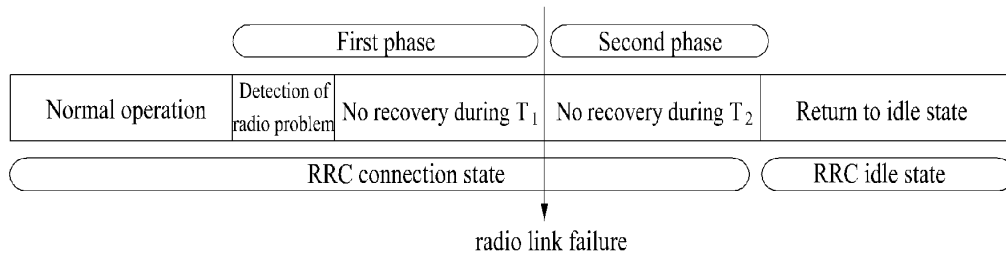 First phase
Second phase
Normal operation
Detection of
radio problem
No recovery during T₁
No recovery during T₂
Return to idle state
RRC connection state
RRC idle state
radio link failure